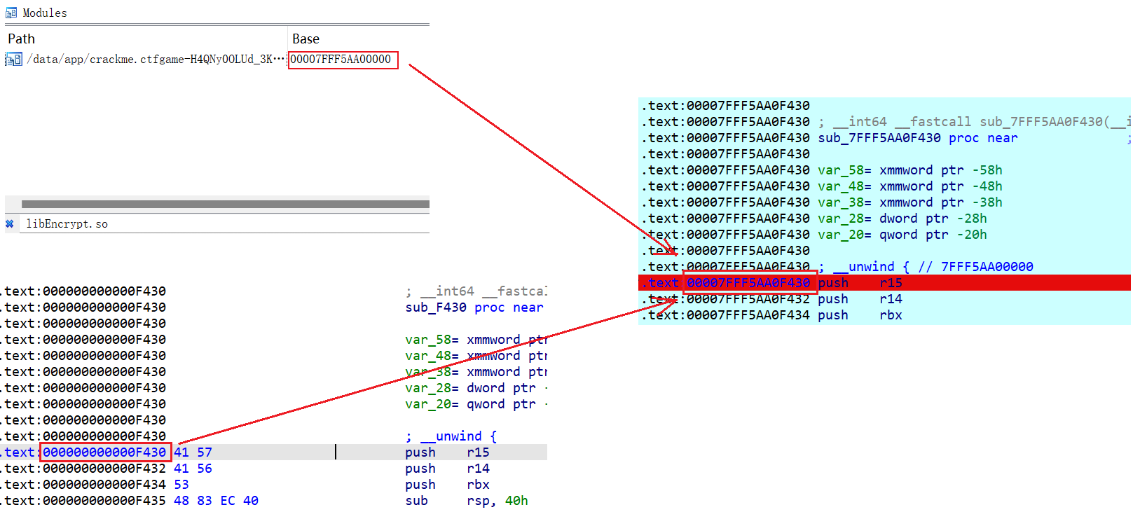 Modules
Path Base
/data/app/crackme.ctfgame-H4QNy0OLUd_3K⋯ 00007FFF5AA00000
libEncrypt.so
.text:000000000000F430 ; __int64 __fastcal
.text:000000000000F430 sub_F430 proc near
.text:000000000000F430
.text:000000000000F430 var_58= xmmword ptr
.text:000000000000F430 var_48= xmmword ptr
.text:000000000000F430 var_38= xmmword ptr
.text:000000000000F430 var_28= dword ptr -
.text:000000000000F430 var_20= qword ptr -
.text:000000000000F430
.text:000000000000F430 ; __unwind {
.text:000000000000F430 41 57 push r15
.text:000000000000F432 41 56 push r14
.text:000000000000F434 53 push rbx
.text:000000000000F435 48 83 EC 40 sub rsp, 40h
.text:00007FFF5AA0F430
.text:00007FFF5AA0F430 ; __int64 __fastcall sub_7FFF5AA0F430(__i
.text:00007FFF5AA0F430 sub_7FFF5AA0F430 proc near ;
.text:00007FFF5AA0F430
.text:00007FFF5AA0F430 var_58= xmmword ptr -58h
.text:00007FFF5AA0F430 var_48= xmmword ptr -48h
.text:00007FFF5AA0F430 var_38= xmmword ptr -38h
.text:00007FFF5AA0F430 var_28= dword ptr -28h
.text:00007FFF5AA0F430 var_20= qword ptr -20h
.text:00007FFF5AA0F430
.text:00007FFF5AA0F430 ; __unwind { // 7FFF5AA00000
.text:00007FFF5AA0F430 push r15
.text:00007FFF5AA0F432 push r14
.text:00007FFF5AA0F434 push rbx